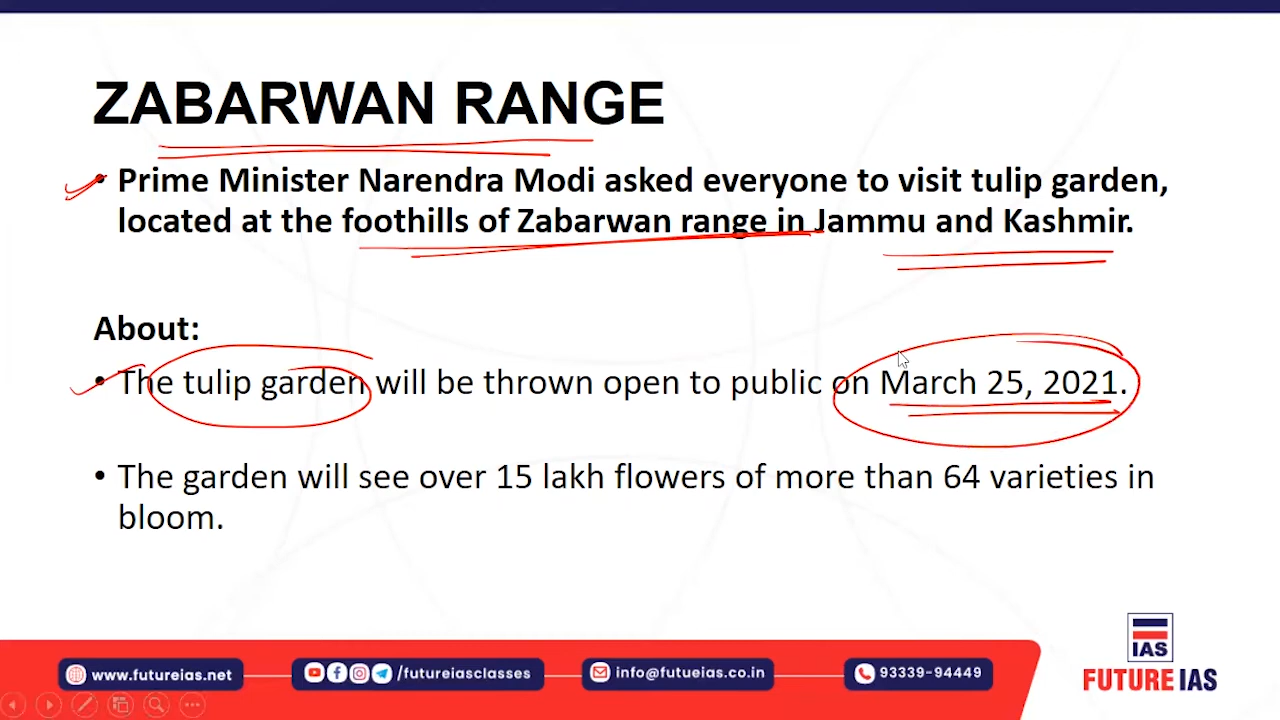 ZABARWAN RANGE
• Prime Minister Narendra Modi asked everyone to visit tulip garden,
located at the foothills of Zabarwan range in Jammu and Kashmir.
About:
• The tulip garden will be thrown open to public on March 25, 2021.
• The garden will see over 15 lakh flowers of more than 64 varieties in
bloom.
IAS
www.futureias.net
/futureiasclasses
info@futueias.co.in
93339-94449
FUTURE IAS